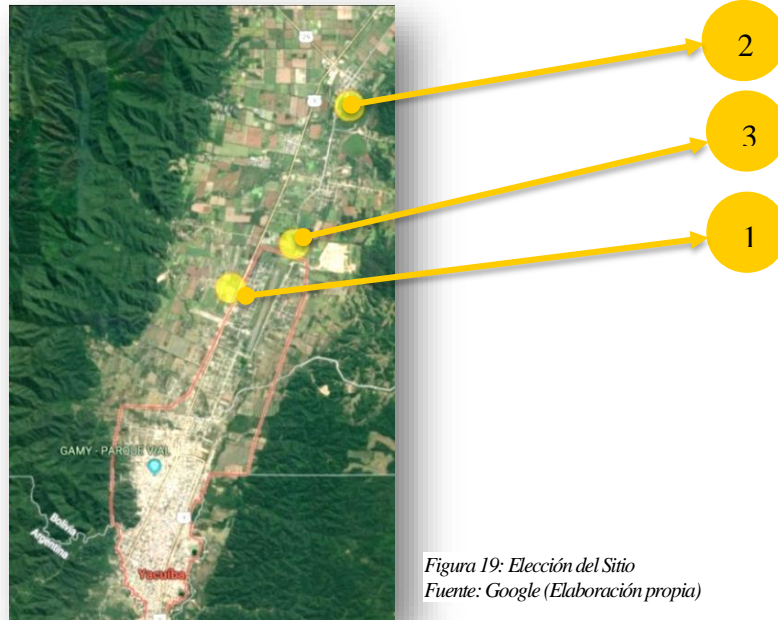 2
3
1
GAMY - PARQUE VIAL
Bolivia
Argentina
Yacuiba
Figura 19: Elección del Sitio
Fuente: Google (Elaboración propia)